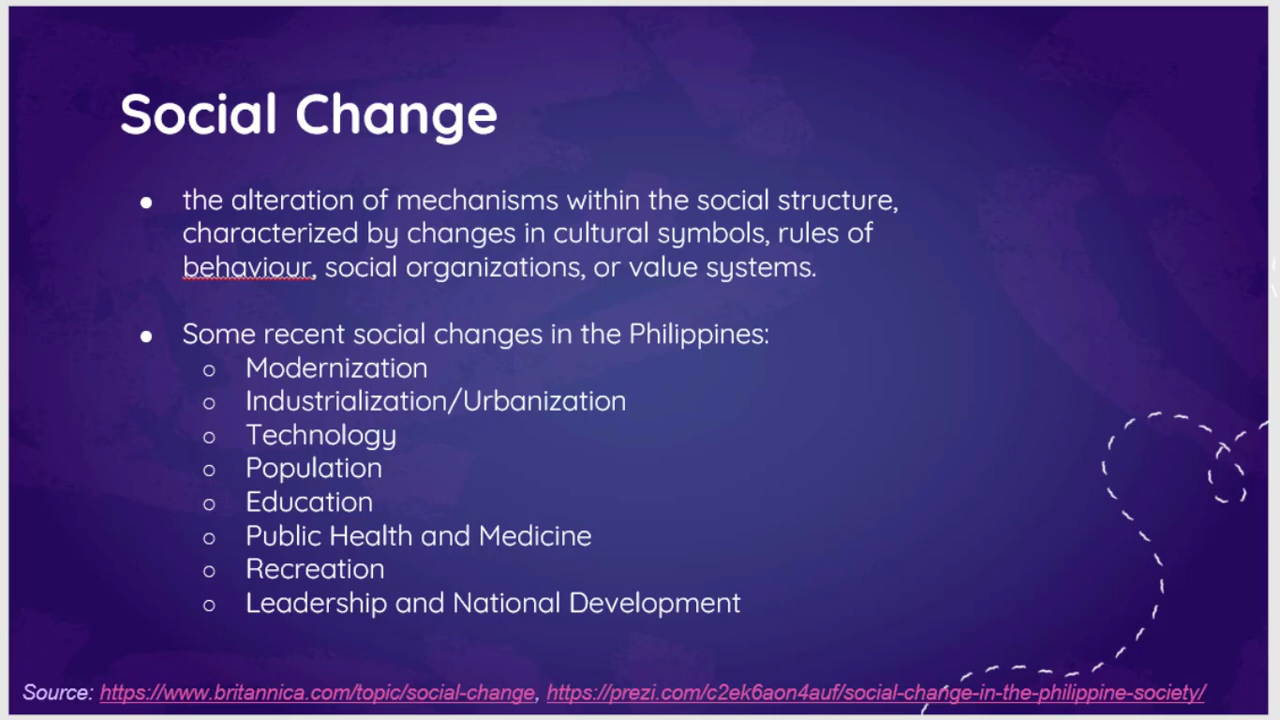 Social Change
● the alteration of mechanisms within the social structure,
characterized by changes in cultural symbols, rules of
behaviour, social organizations, or value systems.
● Some recent social changes in the Philippines:
○ Modernization
○ Industrialization/Urbanization
○ Technology
○ Population
○ Education
○ Public Health and Medicine
○ Recreation
○ Leadership and National Development
Source: https://www.britannica.com/topic/social-change, https://prezi.com/c2ek6aon4auf/social-change-in-the-philippine-society/